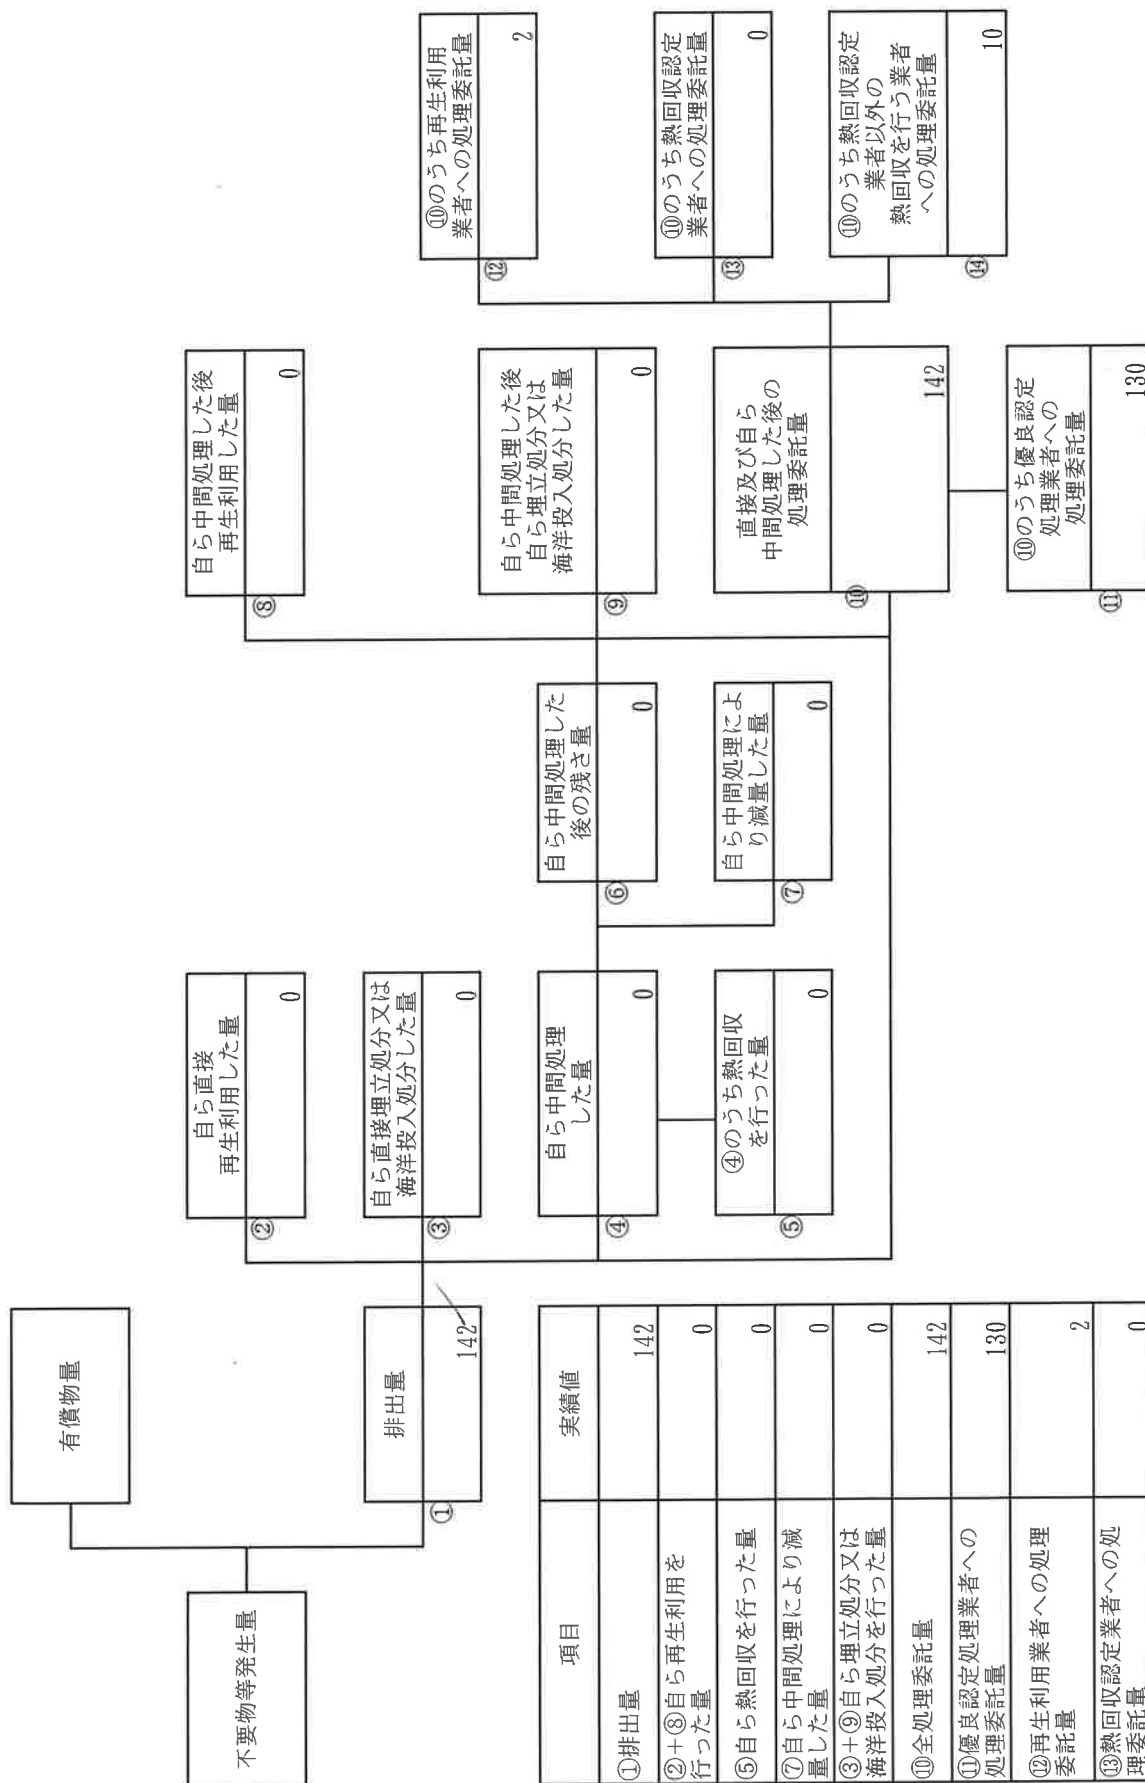 不要物等発生量
有償物量
排出量
①
142
自ら直接
再生利用した量
②
0
自ら直接埋立処分又は
海洋投入処分した量
③
0
自ら中間処理
した量
④
0
④のうち熱回収
を行った量
⑤
0
自ら中間処理した
後の残さ量
⑥
0
自ら中間処理によ
り減量した量
⑦
0
自ら中間処理した後
再生利用した量
⑧
0
自ら中間処理した後
自ら埋立処分又は
海洋投入処分した量
⑨
0
直接及び自ら
中間処理した後の
処理委託量
⑩
142
⑩のうち優良認定
処理業者への
処理委託量
⑪
130
⑩のうち再生利用
業者への処理委託量
⑫
2
⑩のうち熱回収認定
業者への処理委託量
⑬
0
⑩のうち熱回収認定
業者以外の
熱回収を行う業者
への処理委託量
⑭
10
項目 実績値
①排出量 142
②+⑧自ら再生利用を
行った量 0
⑤自ら熱回収を行った量 0
⑦自ら中間処理により減
量した量 0
③+⑨自ら埋立処分又は
海洋投入処分を行った量 0
⑩全処理委託量 142
⑪優良認定処理業者への
処理委託量 130
⑫再生利用業者への処理
委託量 2
⑬熱回収認定業者への処
理委託量 0